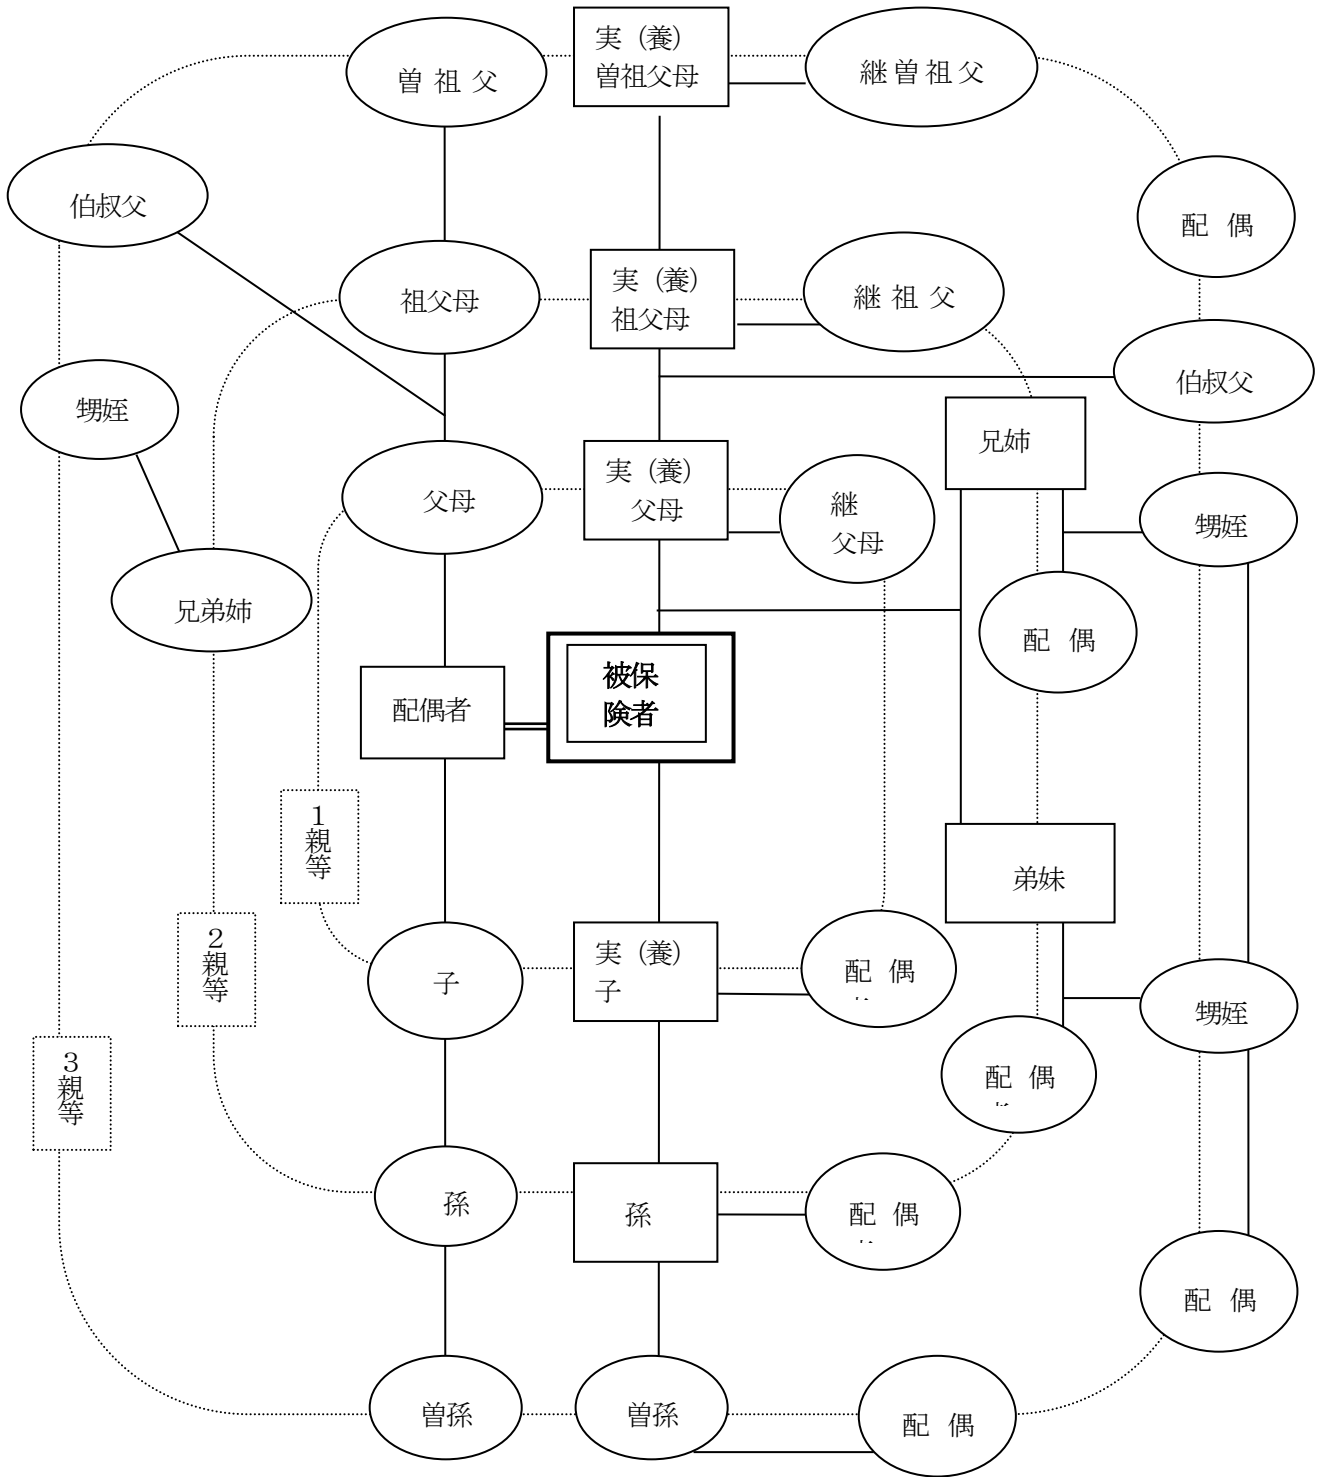 曽 祖 父
実（養）
曽祖父母
継曽祖父
伯叔父
配 偶
祖父母
実（養）
祖父母
継 祖 父
伯叔父
甥姪
兄姉
父母
実（養）
父母
継
父母
甥姪
兄弟姉
配 偶
配偶者
被保
険者
1親等
弟妹
2親等
子
実（養）
子
配 偶
甥姪
3親等
配 偶
孫
孫
配 偶
配 偶
曽孫
曽孫
配 偶